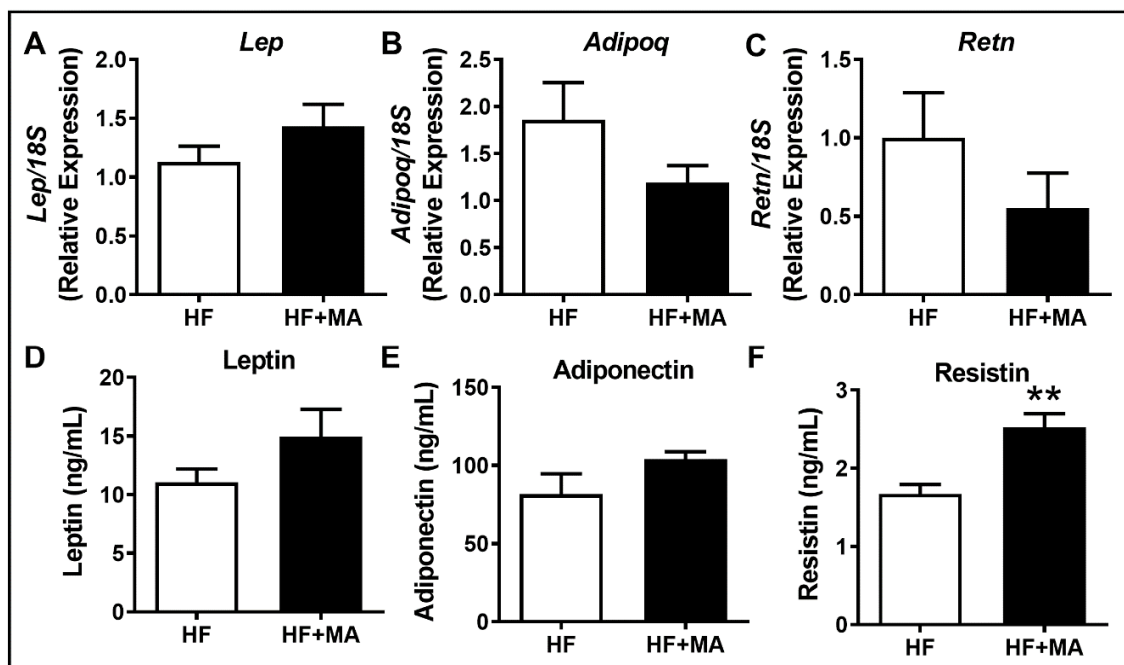 A
Lep
Lep/18S
(Relative Expression)
2.0
1.5
1.0
0.5
0.0
HF
HF+MA
B
Adipoq
Adipoq/18S
(Relative Expression)
2.5
2.0
1.5
1.0
0.5
0.0
HF
HF+MA
C
Retn
Retn/18S
(Relative Expression)
1.5
1.0
0.5
0.0
HF
HF+MA
D
Leptin
Leptin (ng/mL)
20
15
10
5
0
HF
HF+MA
E
Adiponectin
Adiponectin (ng/mL)
150
100
50
0
HF
HF+MA
F
Resistin
Resistin (ng/mL)
3
2
1
0
**
HF
HF+MA